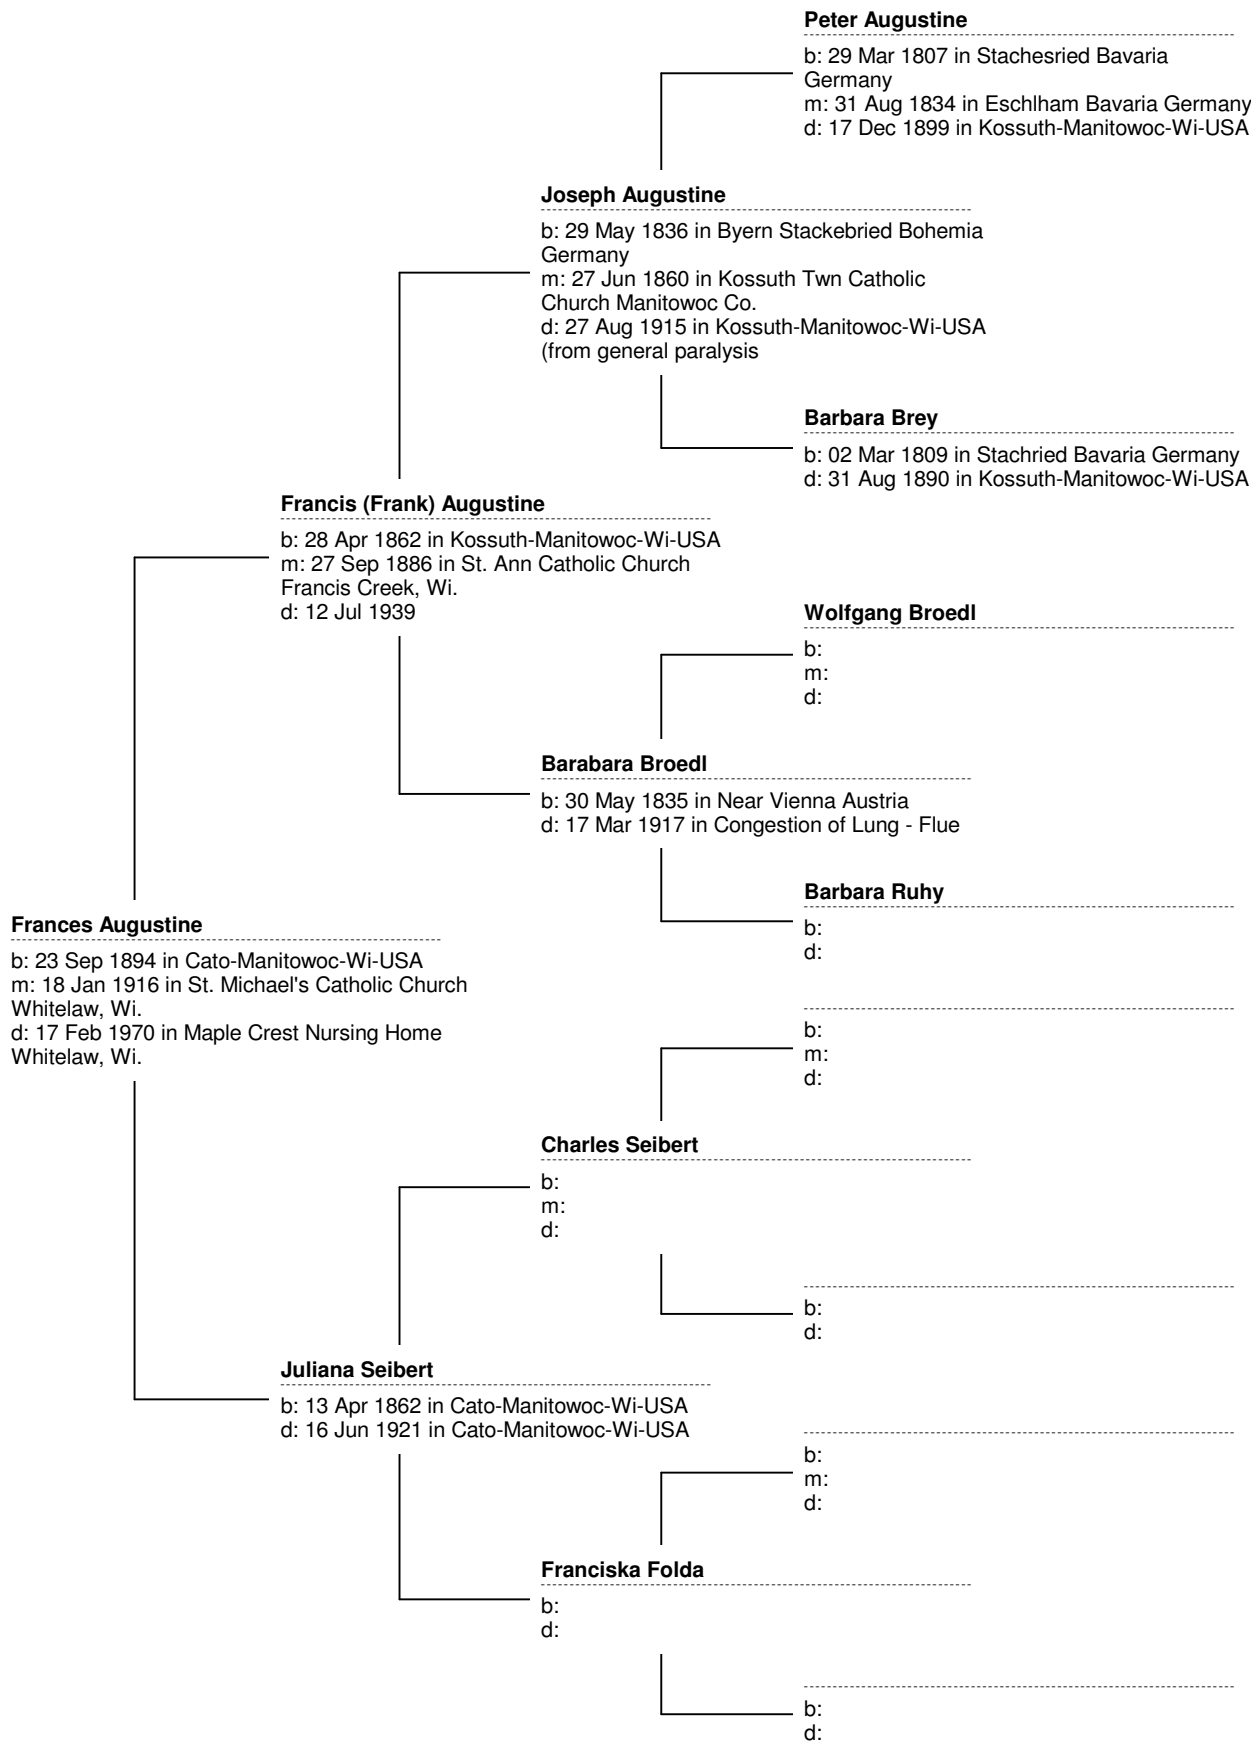 Peter Augustine
b: 29 Mar 1807 in Stachesried Bavaria
Germany
m: 31 Aug 1834 in Eschlham Bavaria Germany
d: 17 Dec 1899 in Kossuth-Manitowoc-Wi-USA
Joseph Augustine
b: 29 May 1836 in Byern Stackebried Bohemia
Germany
m: 27 Jun 1860 in Kossuth Twn Catholic
Church Manitowoc Co.
d: 27 Aug 1915 in Kossuth-Manitowoc-Wi-USA
(from general paralysis
Barbara Brey
b: 02 Mar 1809 in Stachried Bavaria Germany
d: 31 Aug 1890 in Kossuth-Manitowoc-Wi-USA
Francis (Frank) Augustine
b: 28 Apr 1862 in Kossuth-Manitowoc-Wi-USA
m: 27 Sep 1886 in St. Ann Catholic Church
Francis Creek, Wi.
d: 12 Jul 1939
Wolfgang Broedl
b:
m:
d:
Barabara Broedl
b: 30 May 1835 in Near Vienna Austria
d: 17 Mar 1917 in Congestion of Lung - Flue
Barbara Ruhy
b:
d:
Frances Augustine
b: 23 Sep 1894 in Cato-Manitowoc-Wi-USA
m: 18 Jan 1916 in St. Michael's Catholic Church
Whitelaw, Wi.
d: 17 Feb 1970 in Maple Crest Nursing Home
Whitelaw, Wi.
b:
m:
d:
Charles Seibert
b:
m:
d:
b:
d:
Juliana Seibert
b: 13 Apr 1862 in Cato-Manitowoc-Wi-USA
d: 16 Jun 1921 in Cato-Manitowoc-Wi-USA
b:
m:
d:
Franciska Folda
b:
d:
b:
d: